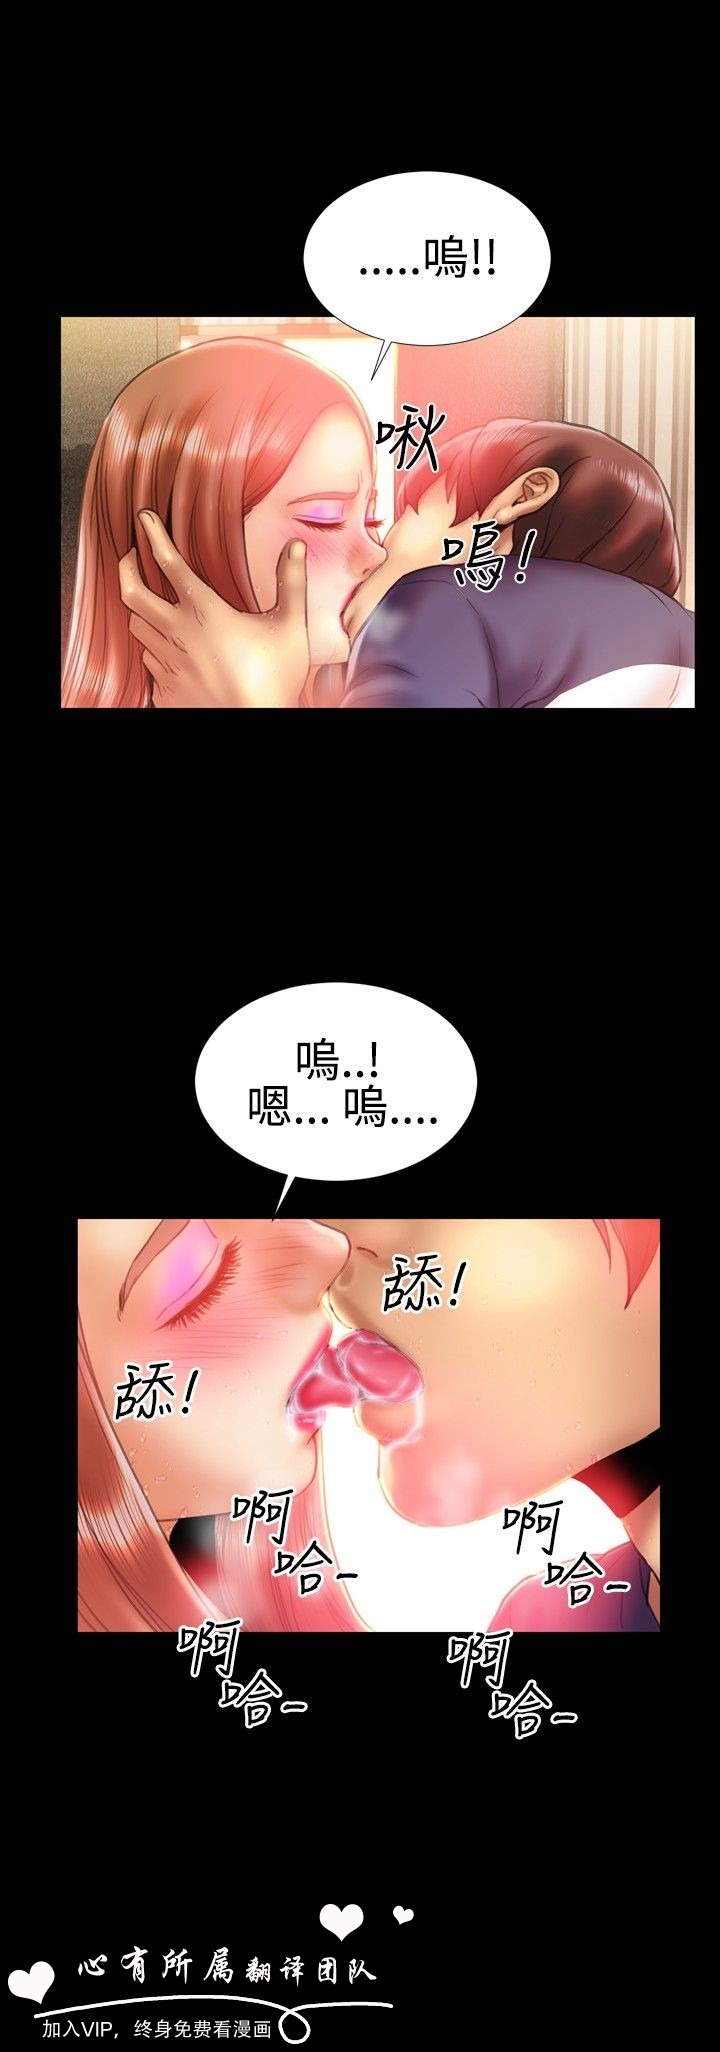 .....嗚!!
啾
嗚!
嗚..!
嗯... 嗚....
舔!
舔!
啊
哈~
啊
哈~
啊
哈~
啊
哈~
心有所属翻译团队
加入VIP，终身免费看漫画